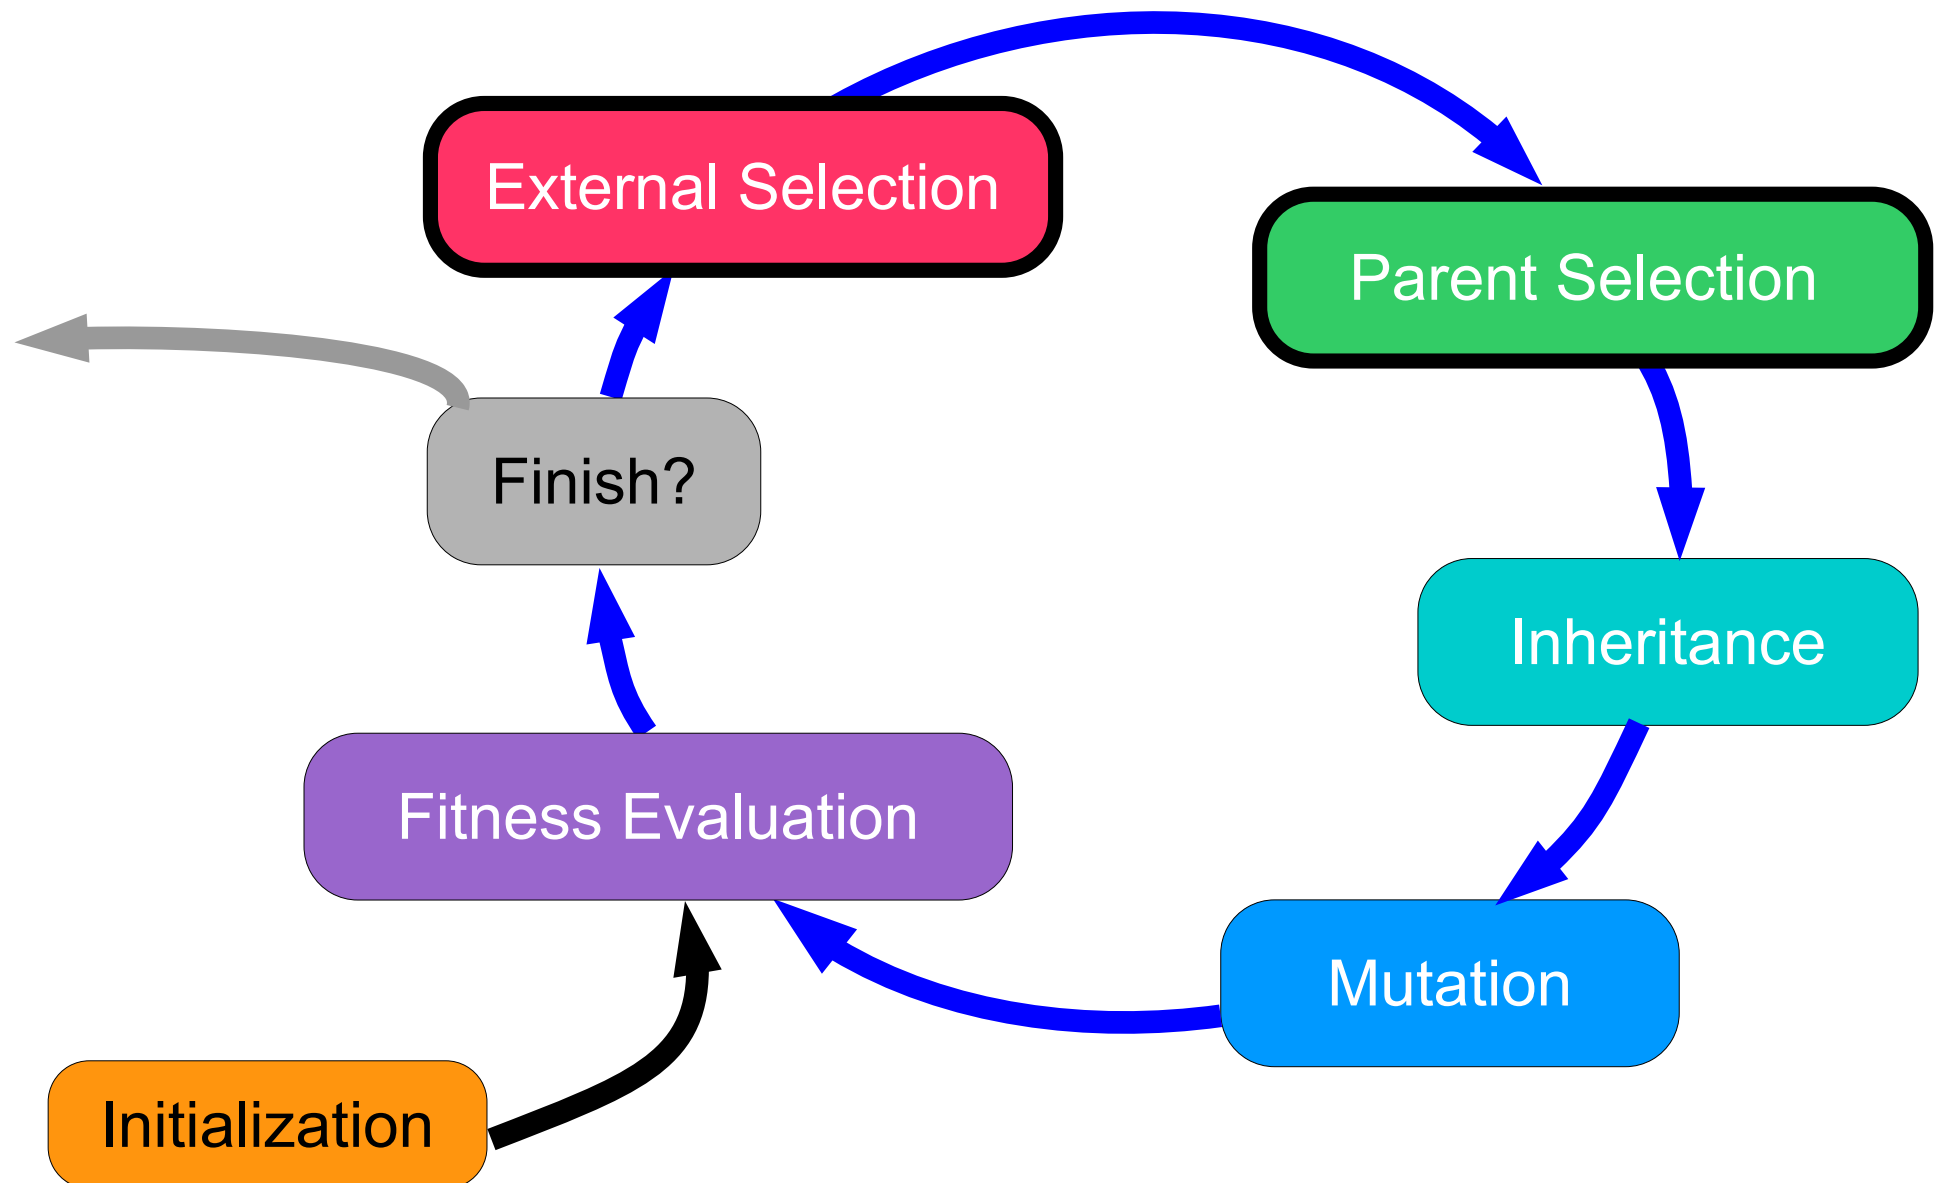 External Selection
Parent Selection
Finish?
Inheritance
Fitness Evaluation
Mutation
Initialization